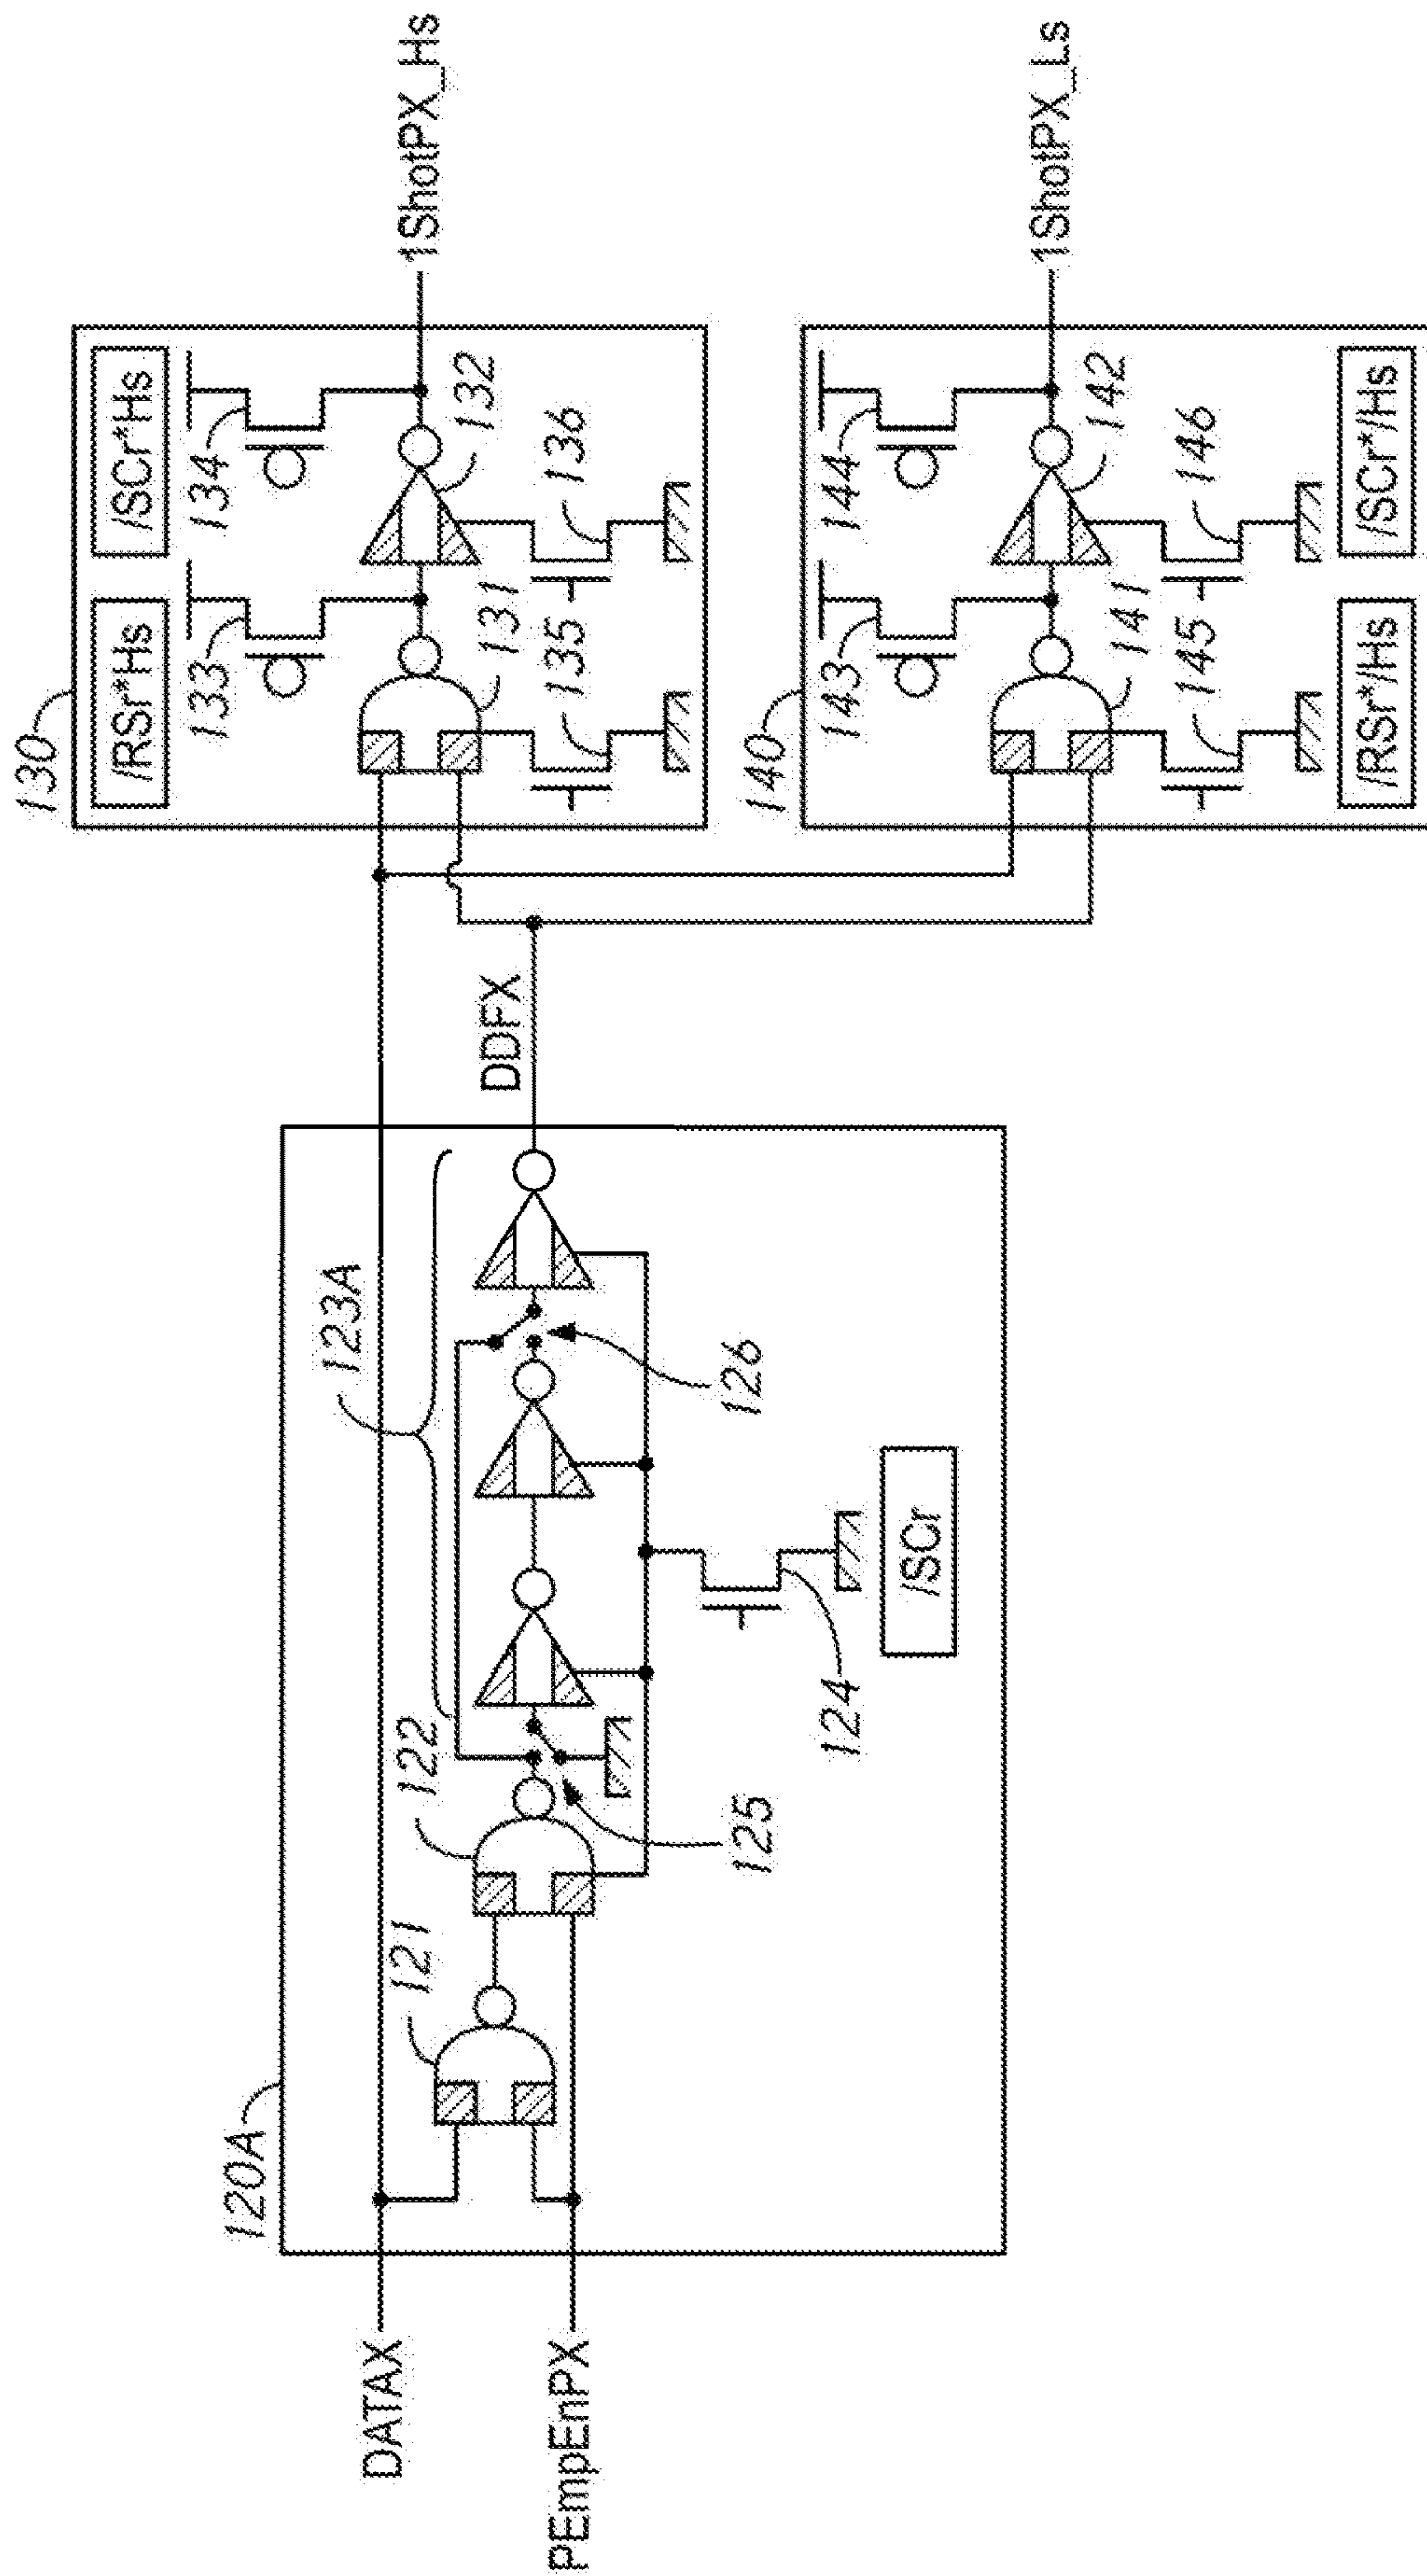 120A
DATAX
PEmpEnPX
121
122
123A
125
126
124
/SCr
DDFX
130
/RSr*Hs
/SCr*Hs
133
134
131
132
135
136
1ShotPX_Hs
140
143
144
141
142
145
146
/RSr*/Hs
/SCr*/Hs
1ShotPX_Ls